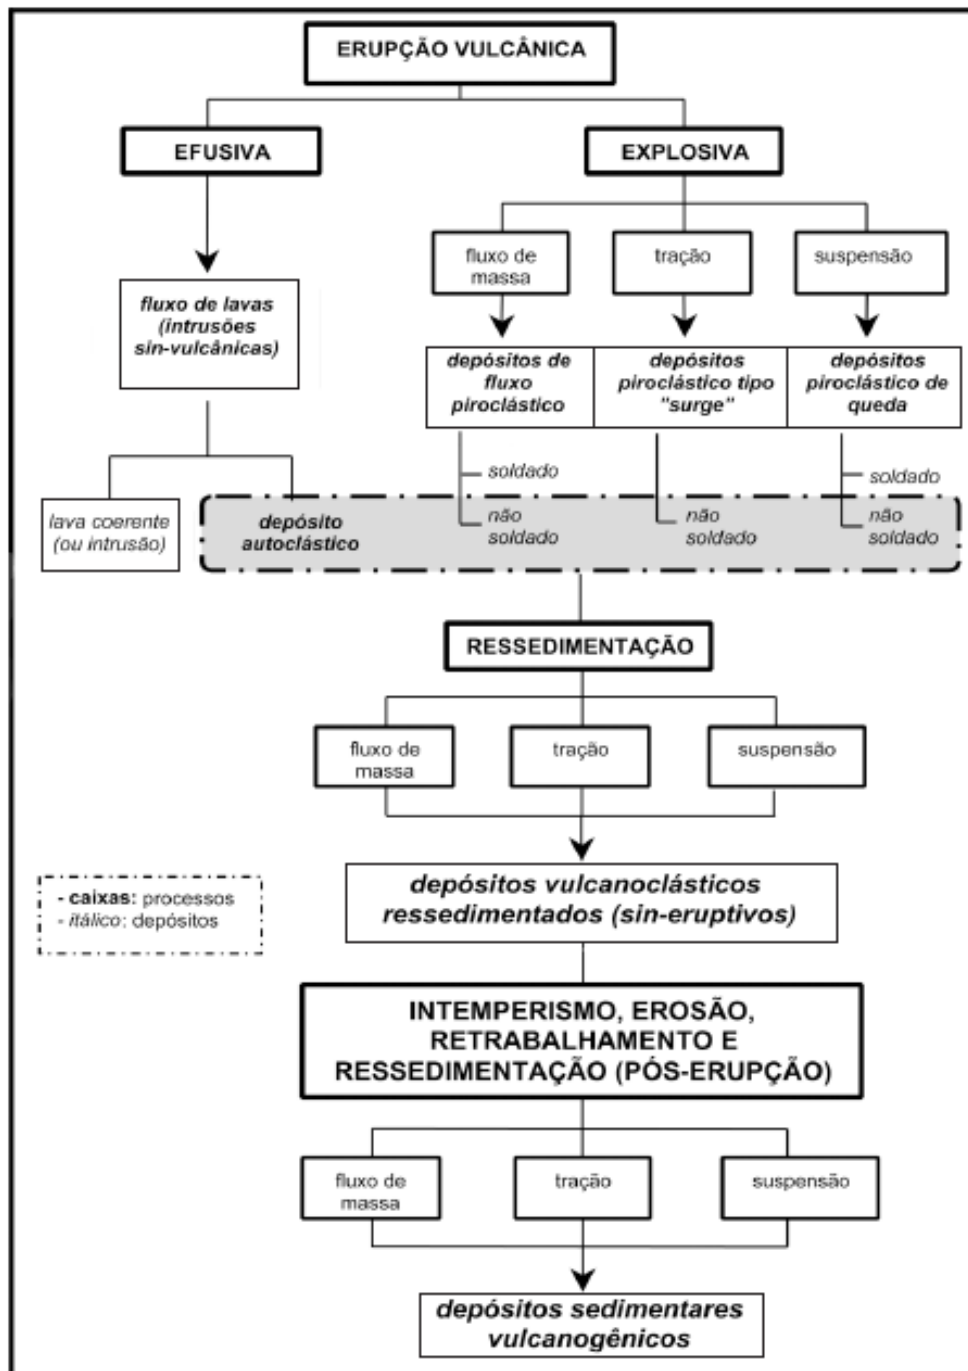 ERUPÇÃO VULCÂNICA
EFUSIVA
EXPLOSIVA
fluxo de
massa
tração
suspensão
fluxo de lavas
(intrusões
sin-vulcânicas)
depósitos de
fluxo
piroclástico
depósitos
piroclástico tipo
"surge"
depósitos
piroclástico de
queda
soldado
soldado
lava coerente
(ou intrusão)
depósito
autoclástico
não
soldado
não
soldado
não
soldado
RESSEDIMENTAÇÃO
fluxo de
massa
tração
suspensão
depósitos vulcanoclásticos
ressedimentados (sin-eruptivos)
- caixas: processos
- itálico: depósitos
INTEMPERISMO, EROSÃO,
RETRABALHAMENTO E
RESSEDIMENTAÇÃO (PÓS-ERUPÇÃO)
fluxo de
massa
tração
suspensão
depósitos sedimentares
vulcanogênicos